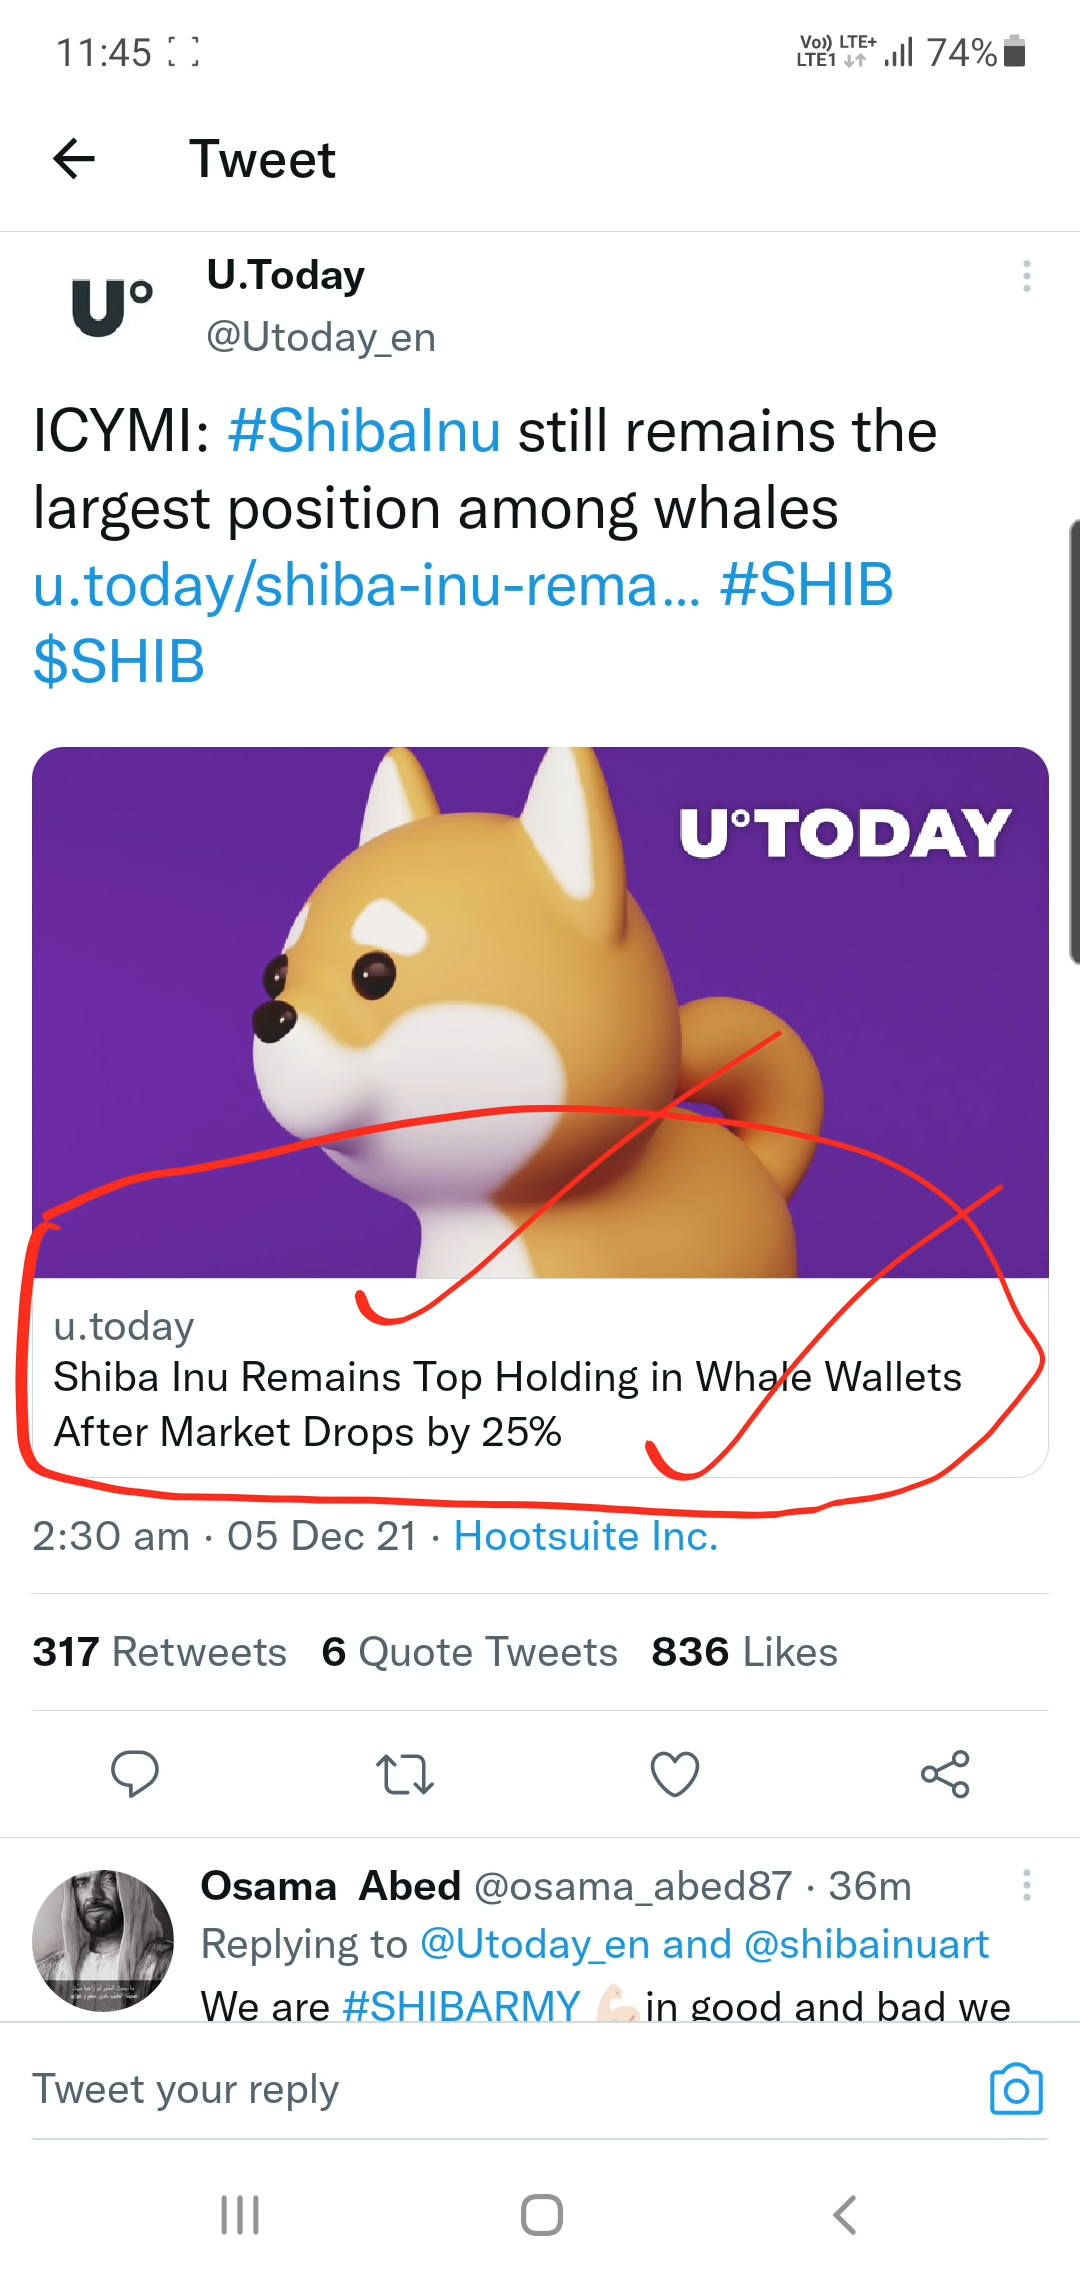 11:45
Vo)) LTE+
LTE1 74%
Tweet
U.Today
@Utoday_en
ICYMI: #ShibaInu still remains the
largest position among whales
u.today/shiba-inu-rema... #SHIB
$SHIB
U°TODAY
u.today
Shiba Inu Remains Top Holding in Whale Wallets
After Market Drops by 25%
2:30 am · 05 Dec 21 · Hootsuite Inc.
317 Retweets 6 Quote Tweets 836 Likes
Osama Abed @osama_abed87 · 36m
Replying to @Utoday_en and @shibainuart
We are #SHIBARMY 💪🏻in good and bad we
Tweet your reply